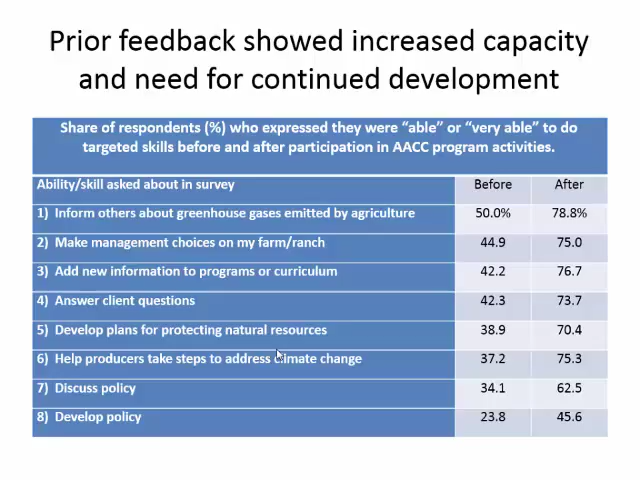 Prior feedback showed increased capacity
and need for continued development
Share of respondents (%) who expressed they were “able” or “very able” to do
targeted skills before and after participation in AACC program activities.
Ability/skill asked about in survey Before After
1) Inform others about greenhouse gases emitted by agriculture 50.0% 78.8%
2) Make management choices on my farm/ranch 44.9 75.0
3) Add new information to programs or curriculum 42.2 76.7
4) Answer client questions 42.3 73.7
5) Develop plans for protecting natural resources 38.9 70.4
6) Help producers take steps to address climate change 37.2 75.3
7) Discuss policy 34.1 62.5
8) Develop policy 23.8 45.6